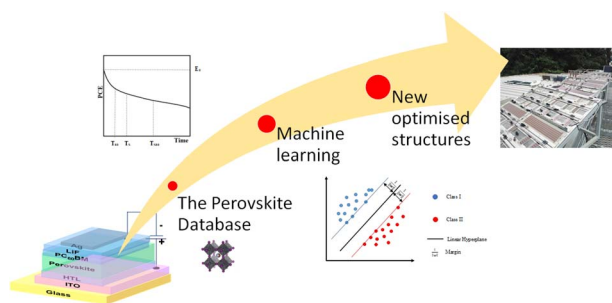 PCE
E₀
Time
New
optimised
structures
Machine
learning
The Perovskite
Database
Class I
Class II
Linear Hyperplane
Margin
-
+
Ag
LiF
Perovskite
HTL
ITO
Glass